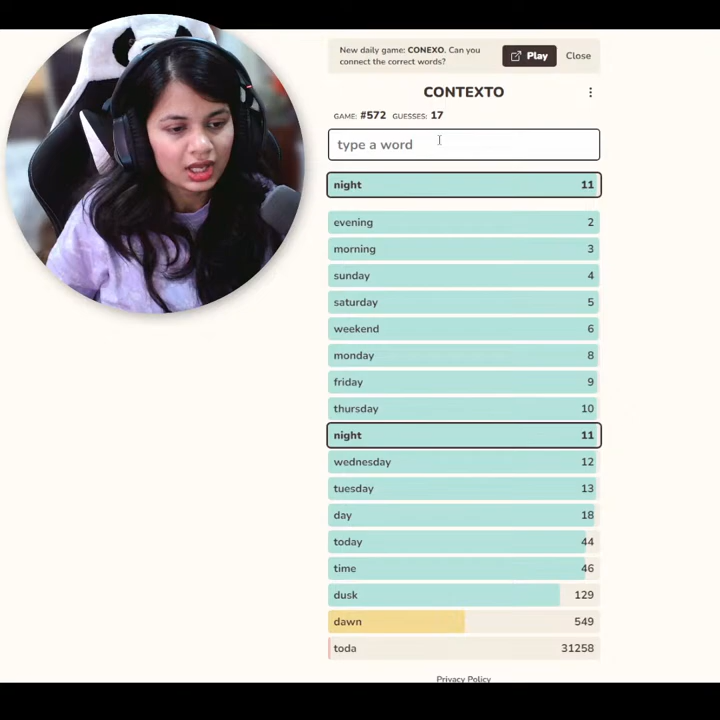 New daily game: CONEXO. Can you
connect the correct words?
Play
Close
CONTEXTO
GAME: #572 GUESSES: 17
type a word
night 11
evening 2
morning 3
sunday 4
saturday 5
weekend 6
monday 8
friday 9
thursday 10
night 11
wednesday 12
tuesday 13
day 18
today 44
time 46
dusk 129
dawn 549
toda 31258
Privacy Policy